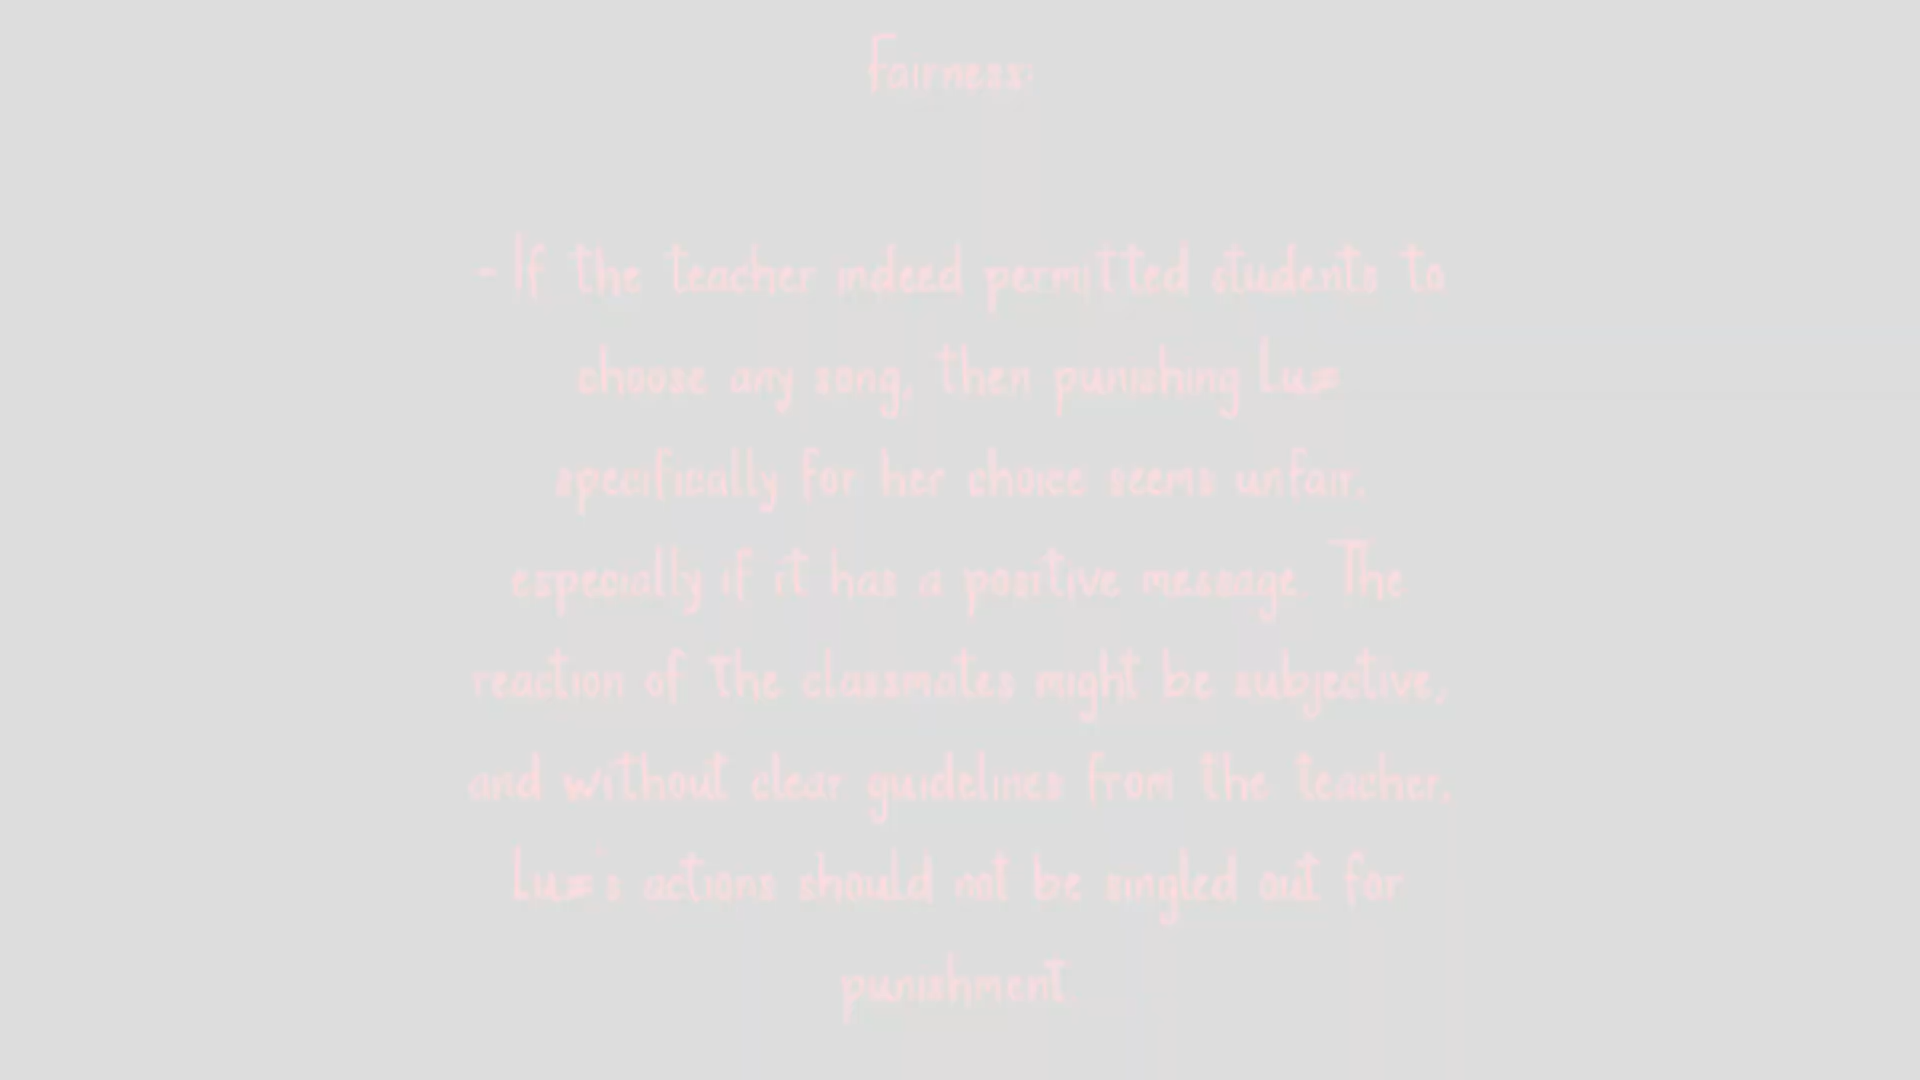 Fairness:
- If the teacher indeed permitted students to
choose any song, then punishing Luz
specifically for her choice seems unfair,
especially if it has a positive message. The
reaction of the classmates might be subjective,
and without clear guidelines from the teacher,
Luz's actions should not be singled out for
punishment.